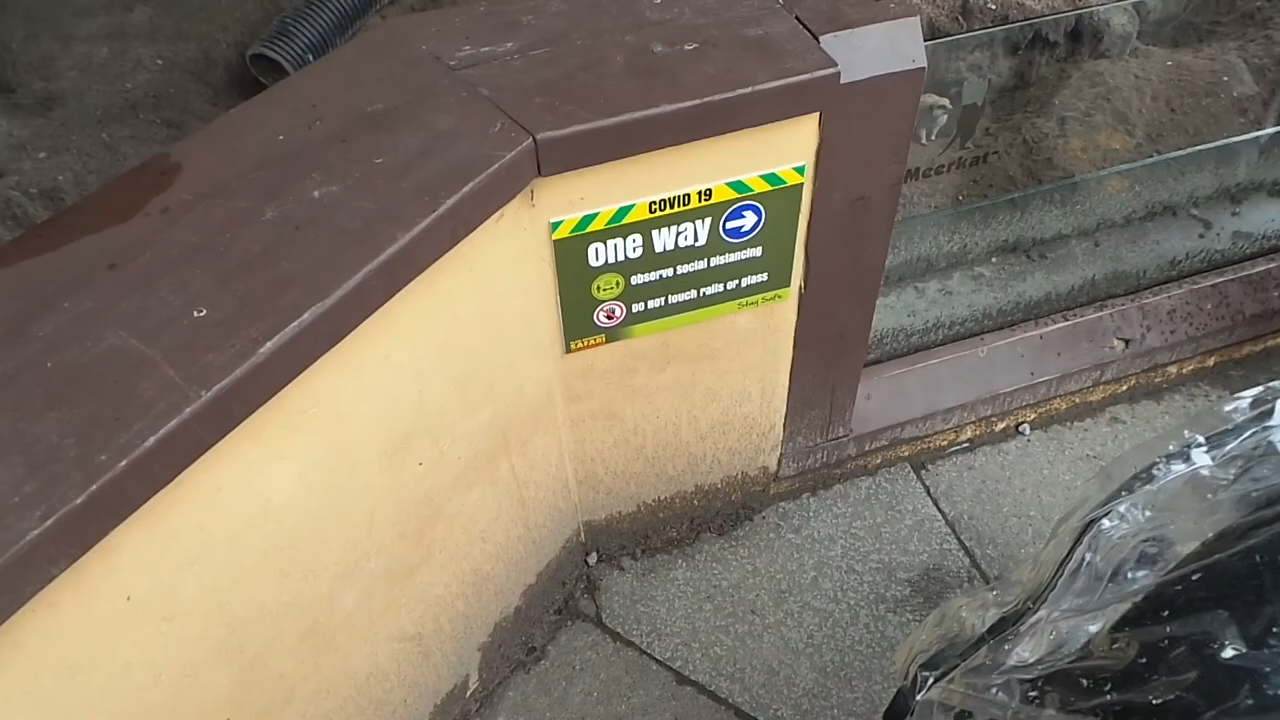 COVID 19
one way
observe social Distancing
DO NOT touch rails or glass
Stay Safe
SAFARI
Meerkat